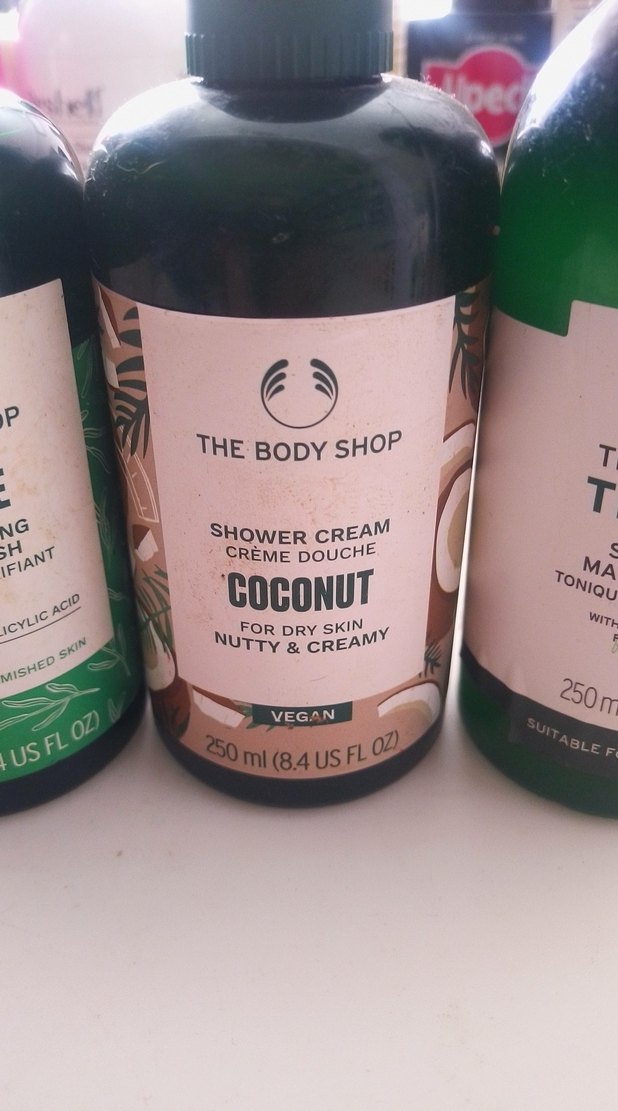 THE BODY SHOP
SHOWER CREAM
CRÈME DOUCHE
COCONUT
FOR DRY SKIN
NUTTY & CREAMY
VEGAN
250 ml (8.4 US FL OZ)
OP
E
NG
SH
IFIANT
LICYLIC ACID
MISHED SKIN
4 US FL OZ)
T
T
S
MA
TONIQU
WITH
F
250 m
SUITABLE FO